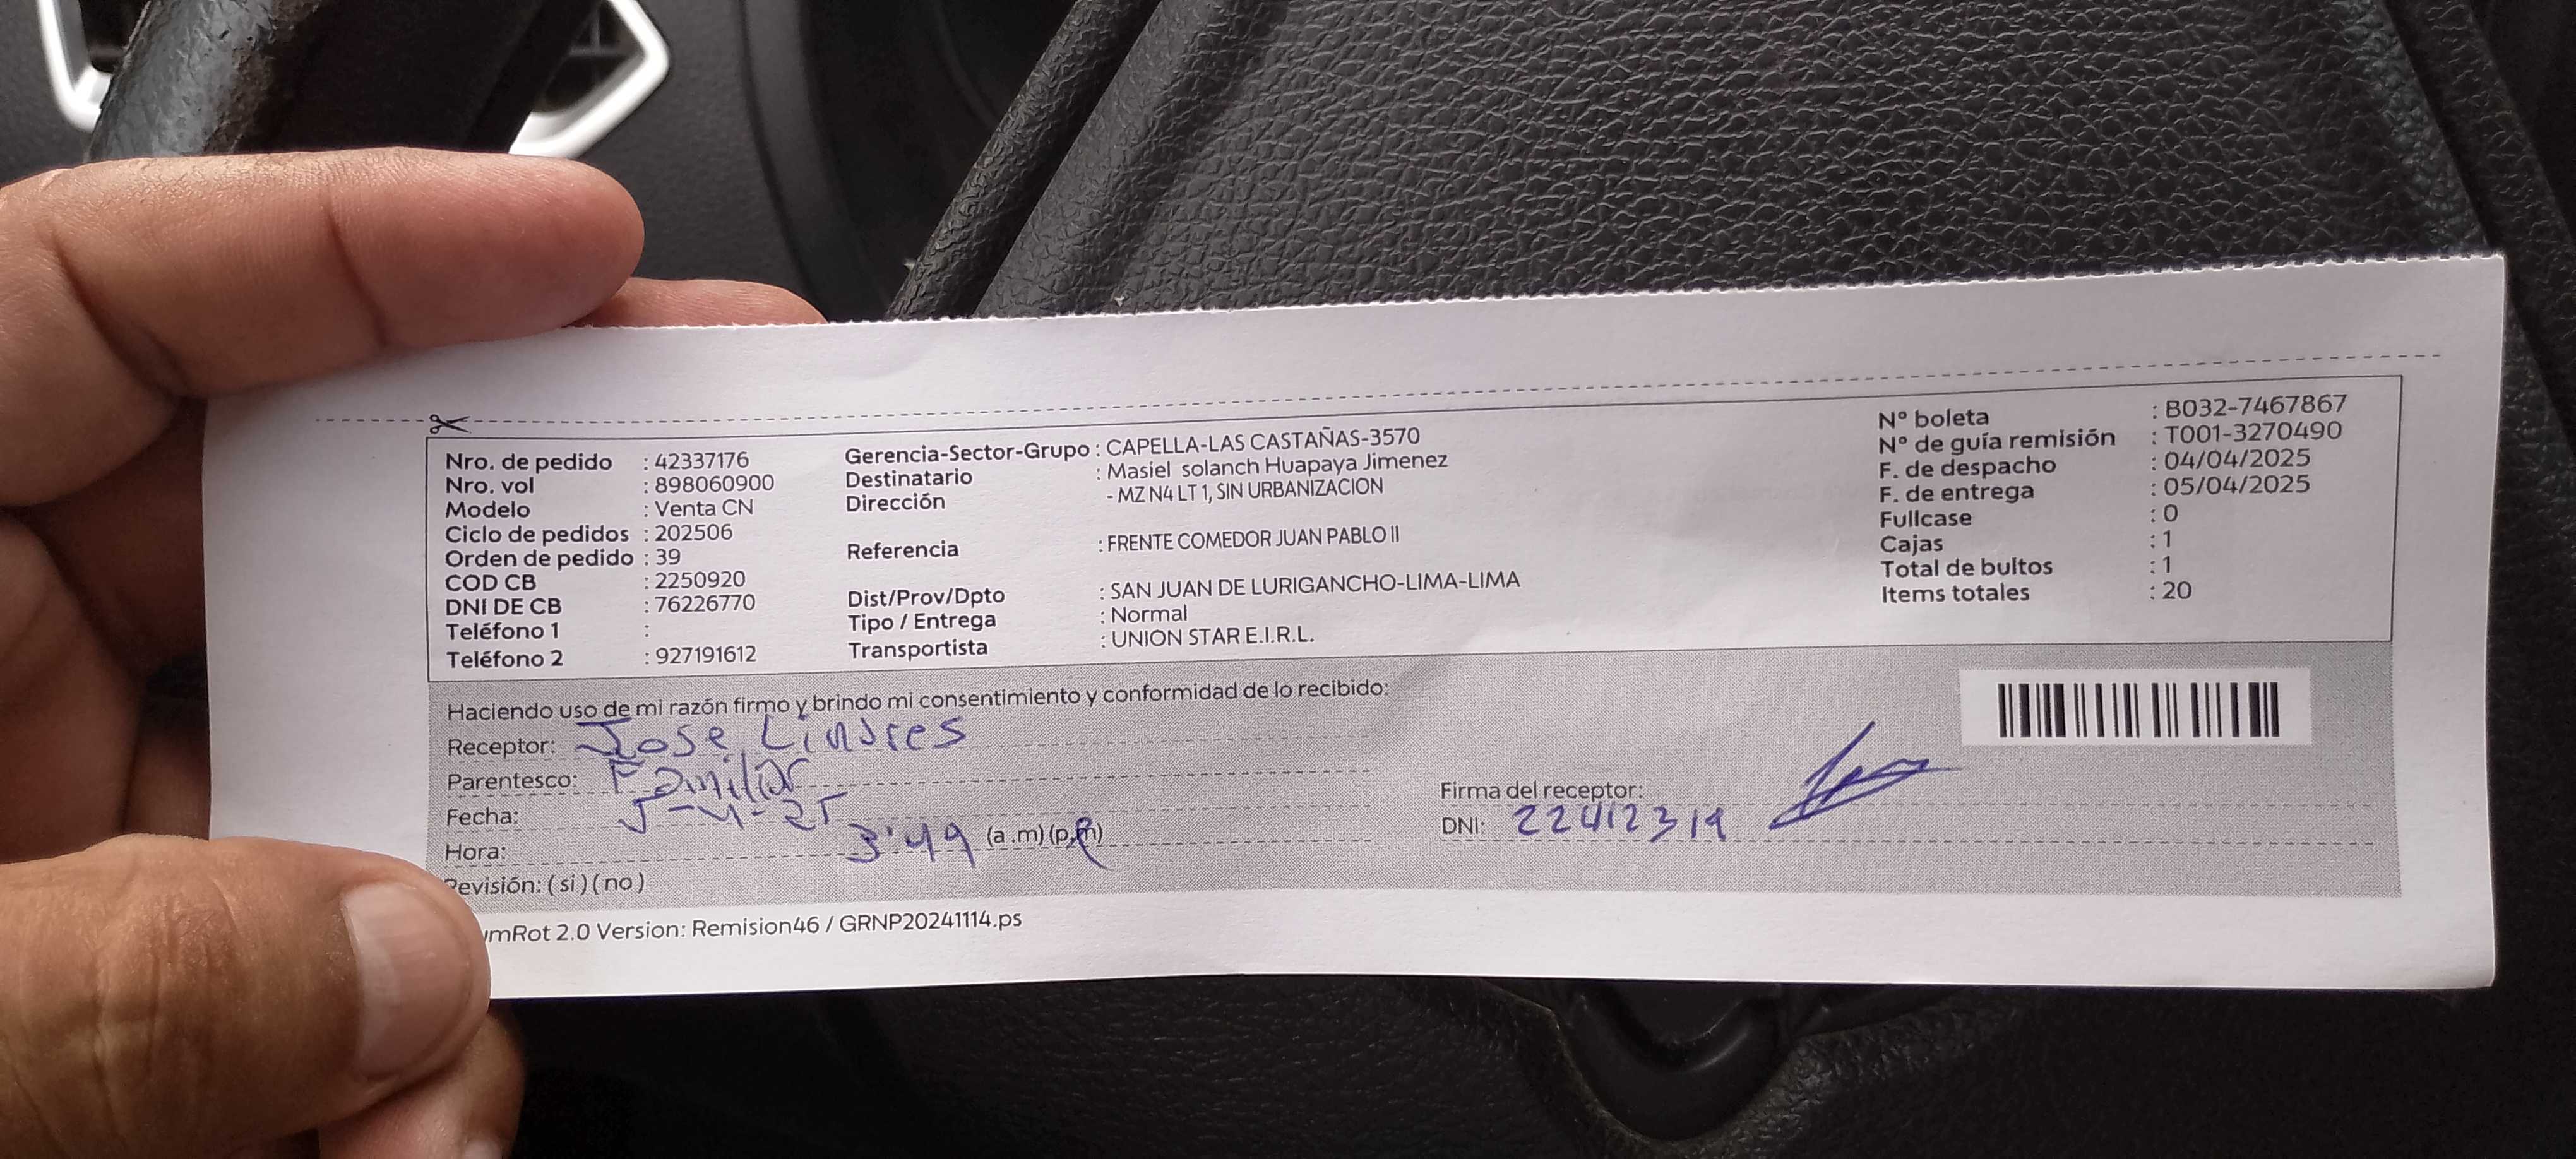 Nro. de pedido : 42337176
Nro. vol : 898060900
Modelo : Venta CN
Ciclo de pedidos : 202506
Orden de pedido : 39
COD CB : 2250920
DNI DE CB : 76226770
Teléfono 1 :
Teléfono 2 : 927191612
Gerencia-Sector-Grupo : CAPELLA-LAS CASTAÑAS-3570
Destinatario : Masiel solanch Huapaya Jimenez
Dirección - MZ N4 LT 1, SIN URBANIZACION
Referencia : FRENTE COMEDOR JUAN PABLO II
Dist/Prov/Dpto : SAN JUAN DE LURIGANCHO-LIMA-LIMA
Tipo / Entrega : Normal
Transportista : UNION STAR E.I.R.L.
N° boleta : B032-7467867
N° de guía remisión : T001-3270490
F. de despacho : 04/04/2025
F. de entrega : 05/04/2025
Fullcase : 0
Cajas : 1
Total de bultos : 1
Items totales : 20
Haciendo uso de mi razón firmo y brindo mi consentimiento y conformidad de lo recibido:
Receptor: Jose
Parentesco: Familiar
Fecha: 5-4-25
Hora: 3:49 (a.m) (p.m)
Revisión: (si) (no)
Firma del receptor:
DNI: 22412319
2.0 Version: Remision46 / GRNP20241114.ps